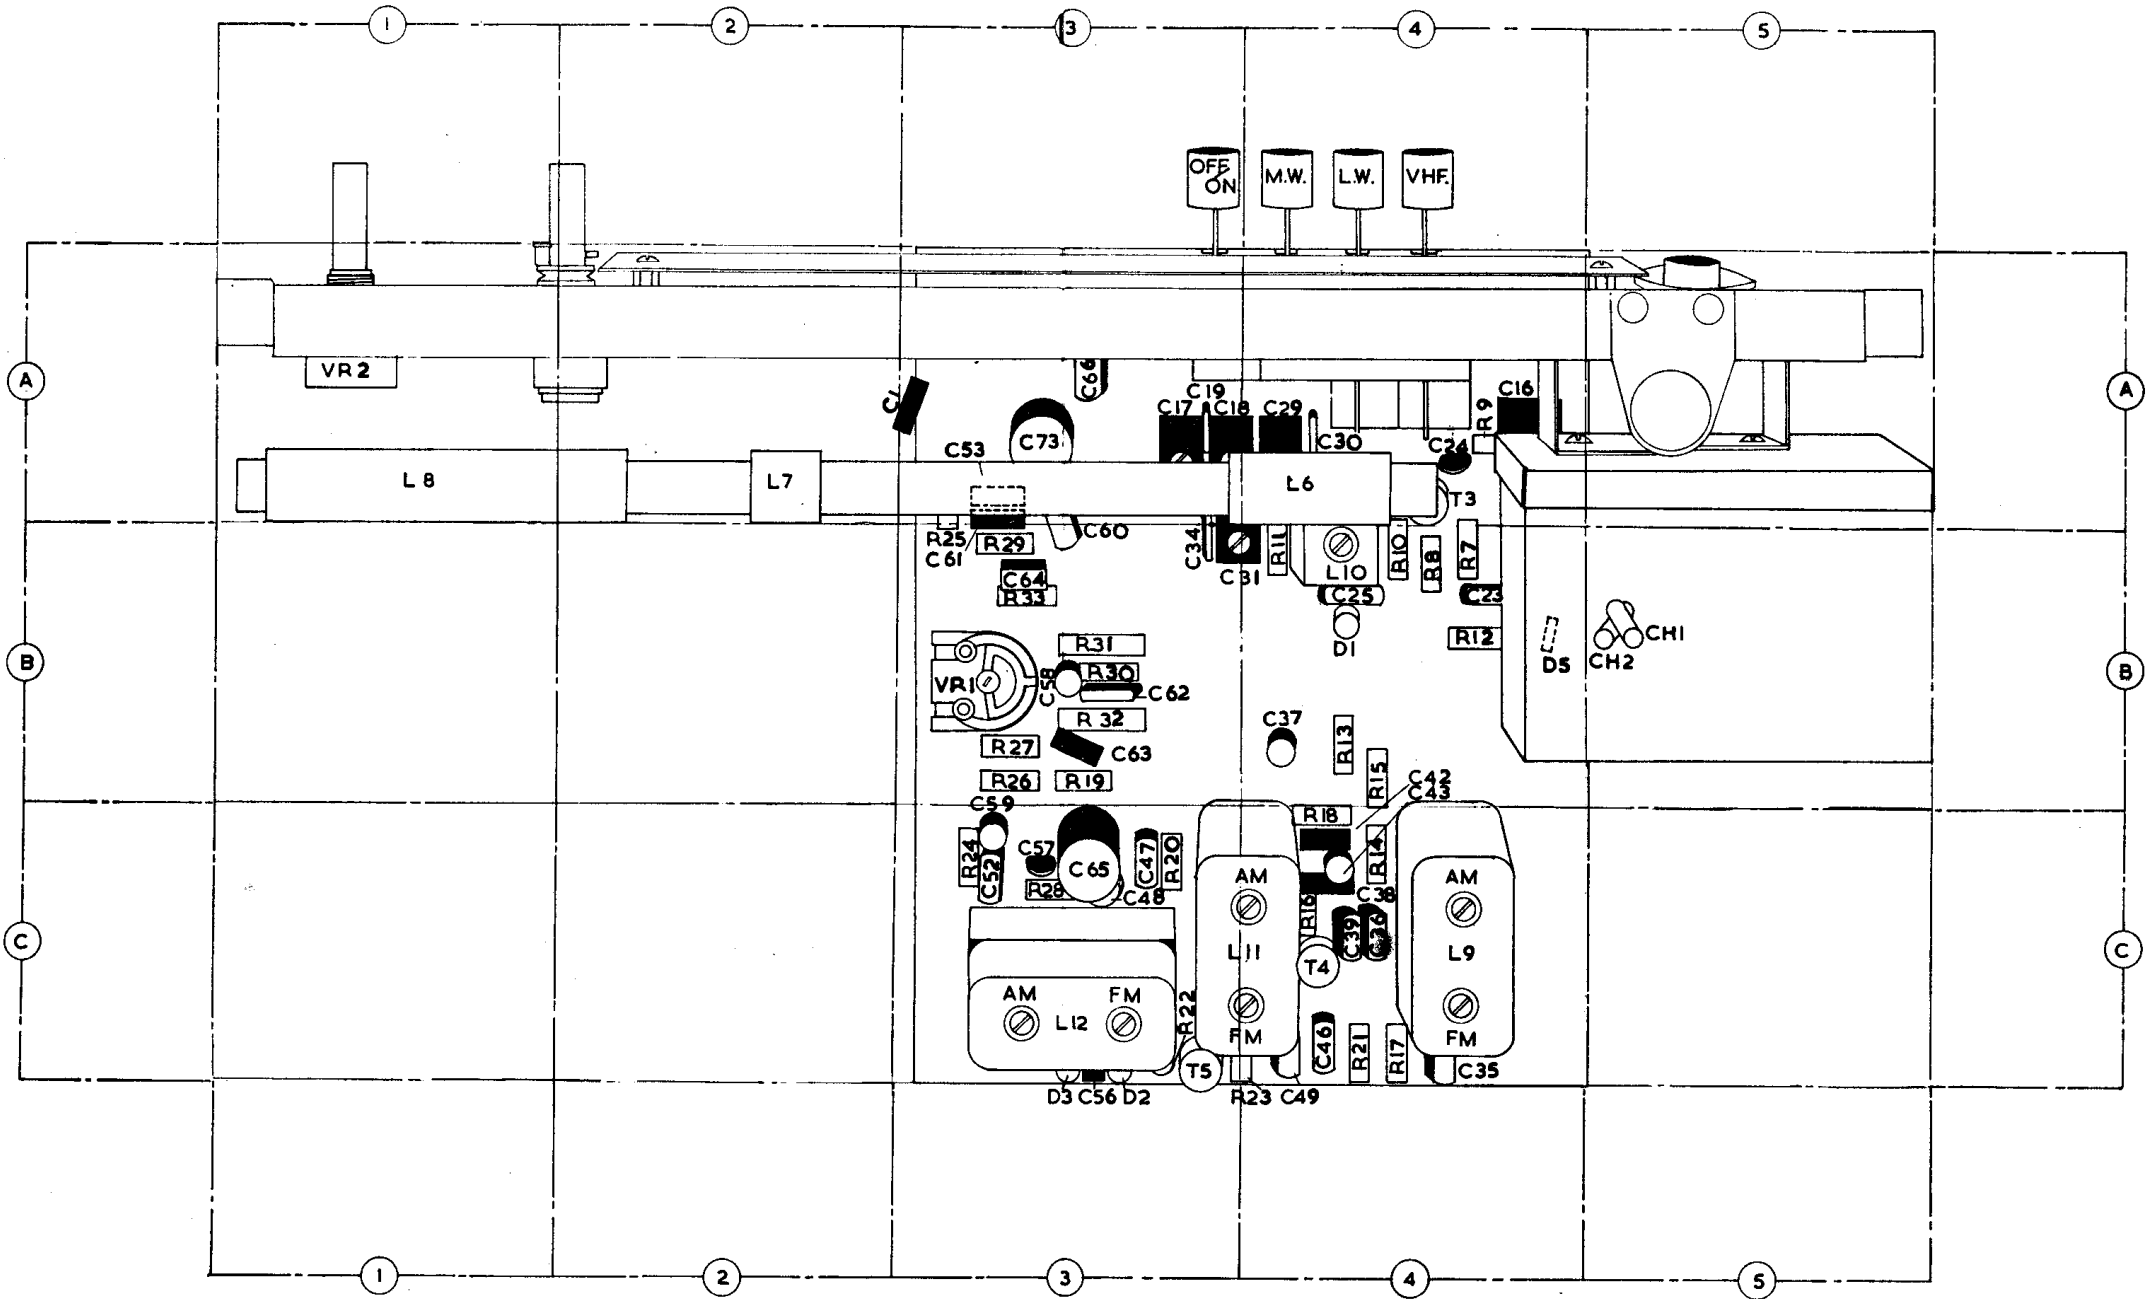 1 2 3 4 5
OFF ON M.W. L.W. VHF.
A
VR2
C66
C1
C19
C17 C18 C29
R9
C16
A
C73
C30
C24
C53
L8
L7
L6
T3
R25
C61
R29
C60
C34
C31
R11
L10
R10
R8
R7
C64
R33
C25
C23
D1
R12
D5
CH2
CH1
B
R31
VR1
C58
R30
C62
R32
B
R27
C63
C37
R13
R26
R19
R15
C42
C43
C59
R18
R24
C52
C57
C65
C47
R20
R14
R28
C48
AM
AM
R16
C38
C39
C36
C
L11
L9
C
T4
AM
FM
L12
R22
FM
FM
C46
R21
R17
T5
C35
D3 C56 D2
R23 C49
1 2 3 4 5